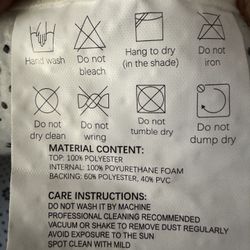 Hand wash
Do not bleach
Hang to dry (in the shade)
Do not iron
Do not dry clean
Do not wring
Do not tumble dry
Do not dump dry
MATERIAL CONTENT:
TOP: 100% POLYESTER
INTERNAL: 100% POYURETHANE FOAM
BACKING: 60% POLYESTER, 40% PVC
CARE INSTRUCTIONS:
DO NOT WASH IT BY MACHINE
PROFESSIONAL CLEANING RECOMMENDED
VACUUM OR SHAKE TO REMOVE DUST REGULARLY
AVOID EXPOSURE TO THE SUN
SPOT CLEAN WITH MILD